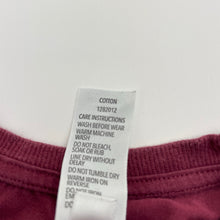 COTTON
1282012
CARE INSTRUCTIONS
WASH BEFORE WEAR
WARM MACHINE
WASH
DO NOT BLEACH,
SOAK OR RUB
LINE DRY WITHOUT
DELAY
DO NOT TUMBLE DRY
WARM IRON ON
REVERSE